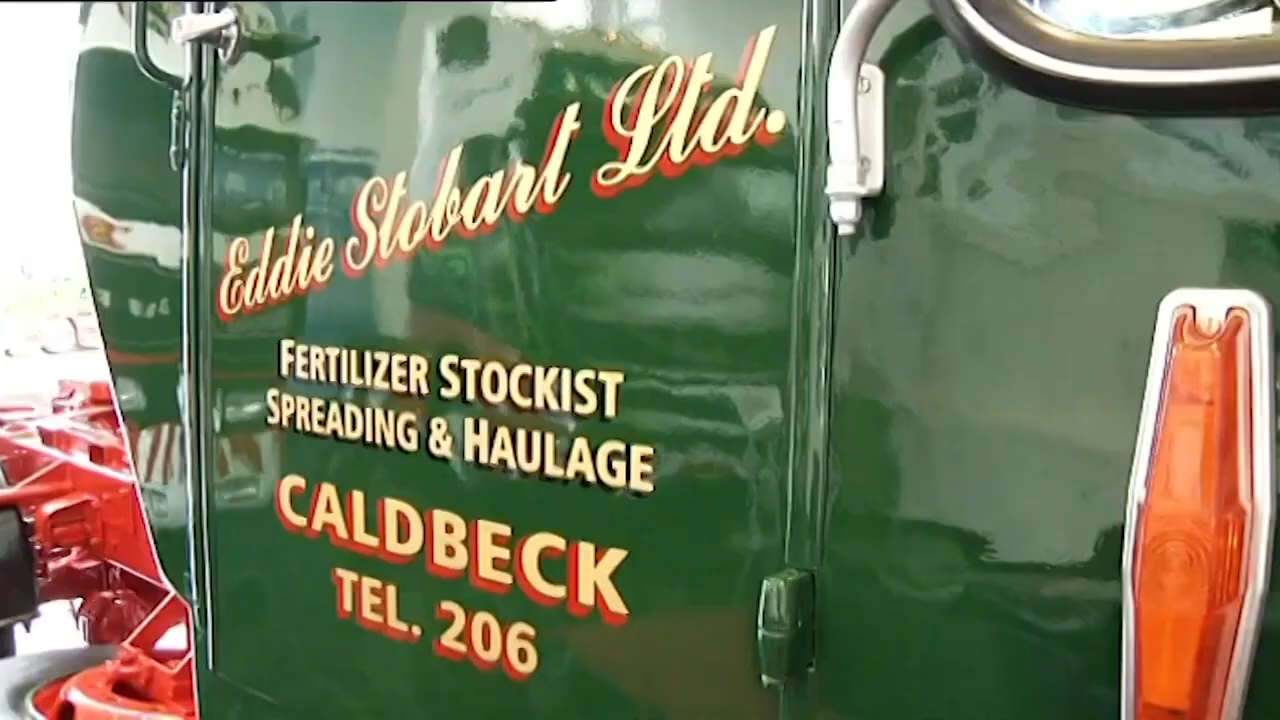 Eddie Stobart Ltd.
FERTILIZER STOCKIST
SPREADING & HAULAGE
CALDBECK
TEL. 206